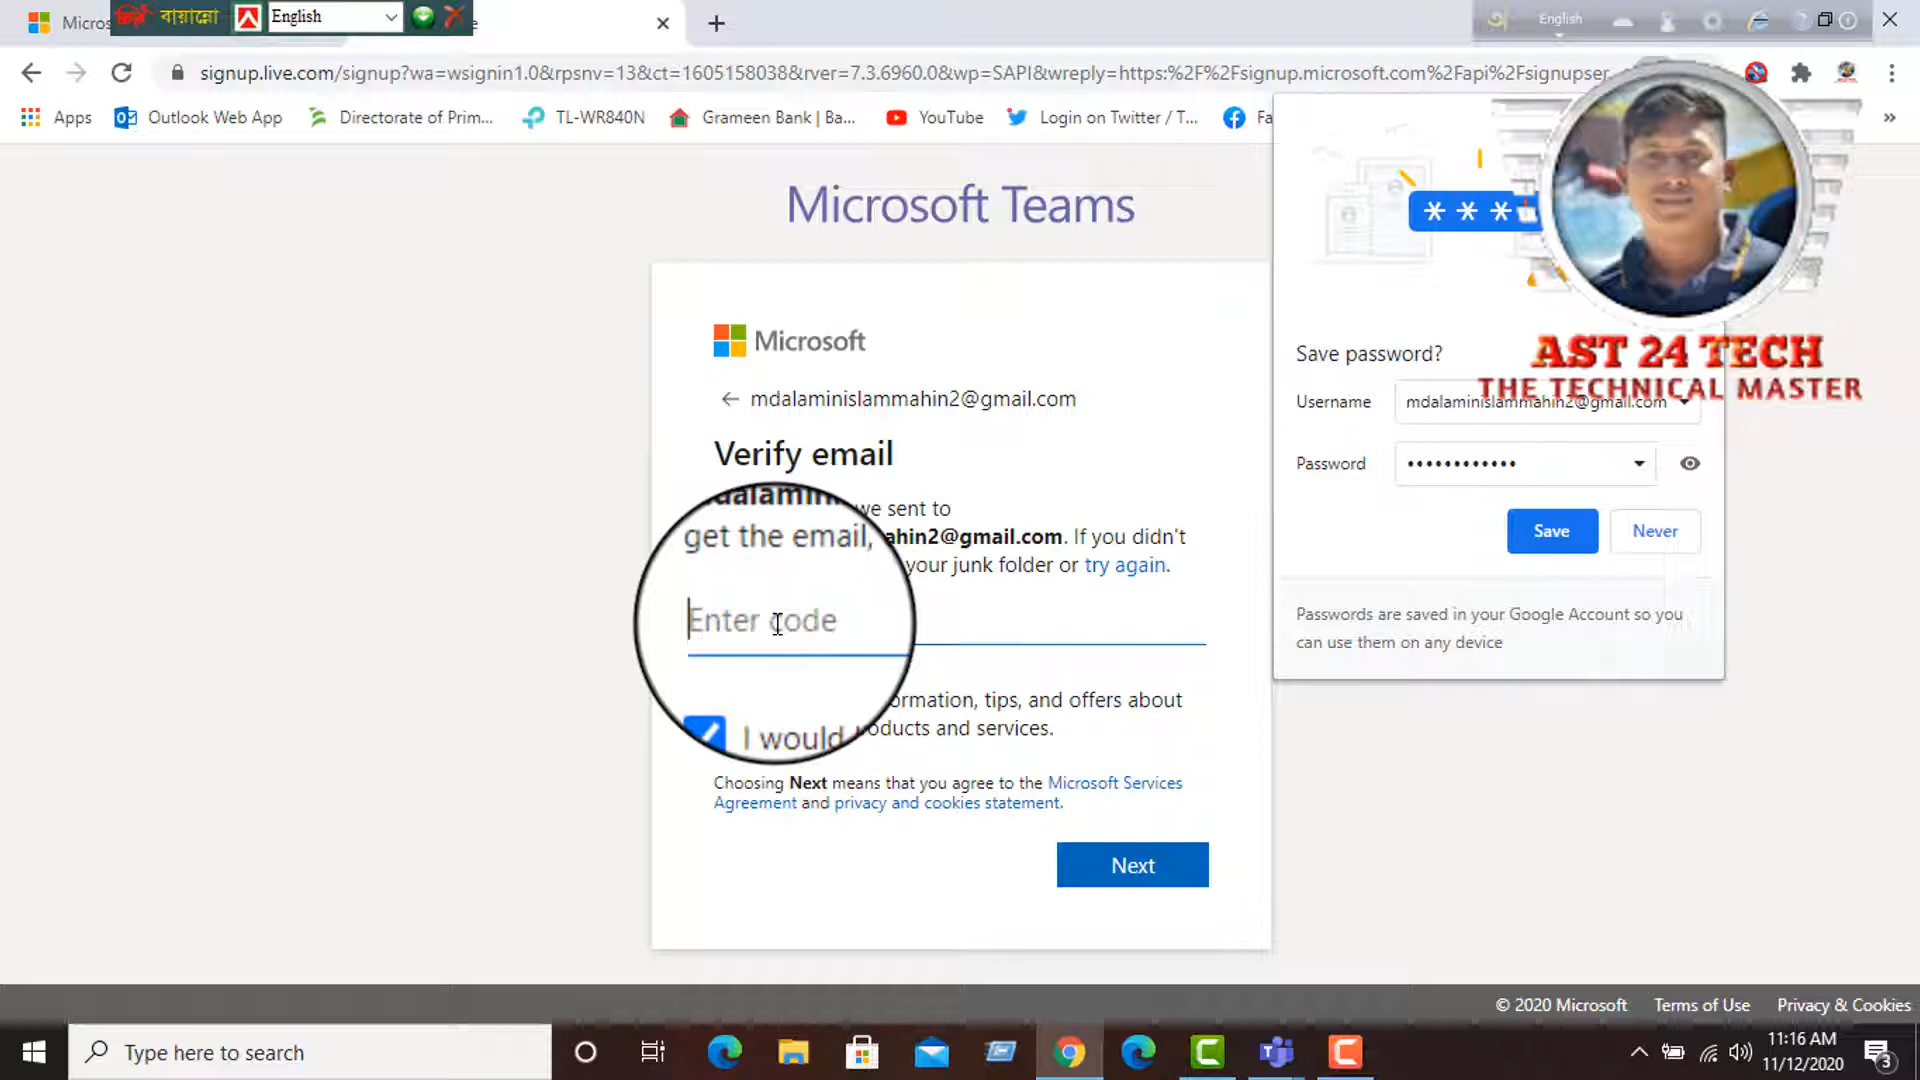 Micros
বায়ান্নো
English
e
English
signup.live.com/signup?wa=wsignin1.0&rpsnv=13&ct=1605158038&rver=7.3.6960.0&wp=SAPI&wreply=https:%2F%2Fsignup.microsoft.com%2Fapi%2Fsignupser
Apps
Outlook Web App
Directorate of Prim...
TL-WR840N
Grameen Bank | Ba...
YouTube
Login on Twitter / T...
Fa
»
Microsoft Teams
* * *
AST 24 TECH
THE TECHNICAL MASTER
Save password?
Username
mdalaminislammahin2@gmail.com
Password
••••••••••••
Save
Never
Passwords are saved in your Google Account so you
can use them on any device
Microsoft
mdalaminislammahin2@gmail.com
Verify email
we sent to
dalamin
get the email,
ahin2@gmail.com. If you didn't
your junk folder or try again.
Enter code
ormation, tips, and offers about
I would
oducts and services.
Choosing Next means that you agree to the Microsoft Services
Agreement and privacy and cookies statement.
Next
© 2020 Microsoft
Terms of Use
Privacy & Cookies
Type here to search
11:16 AM
11/12/2020
3